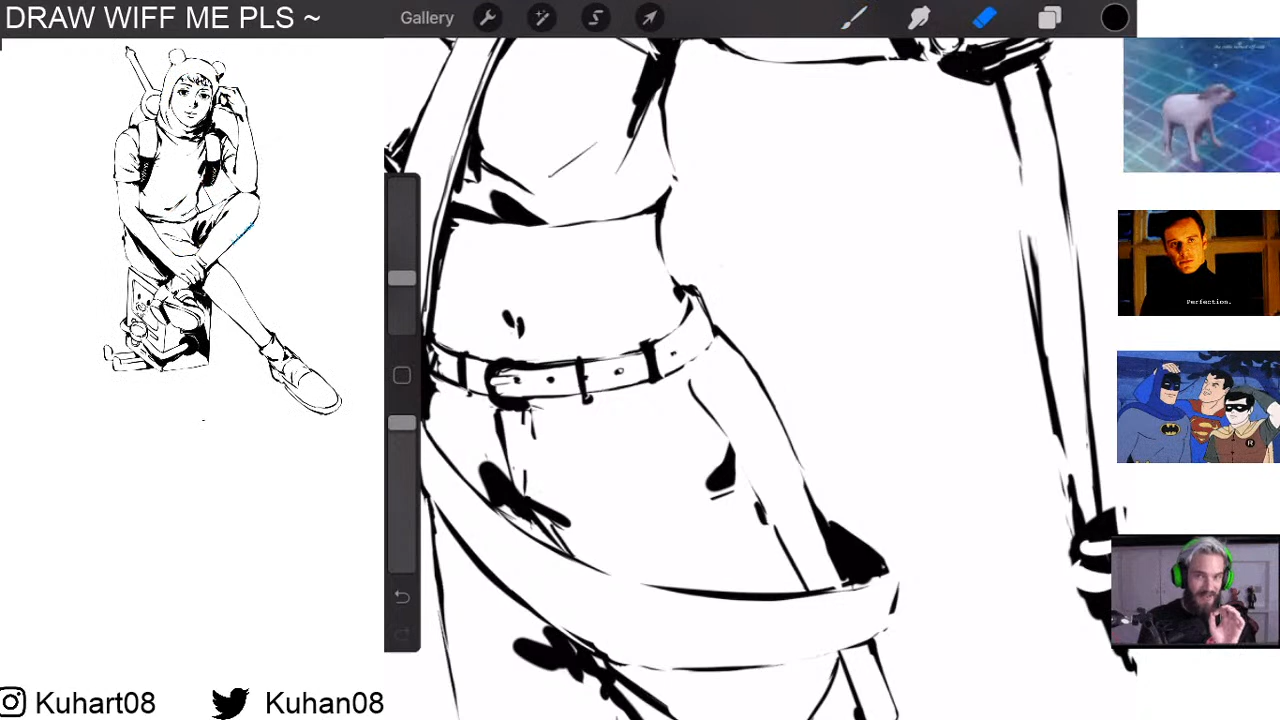 DRAW WIFF ME PLS ~
Gallery
Perfection.
Kuhart08
Kuhan08